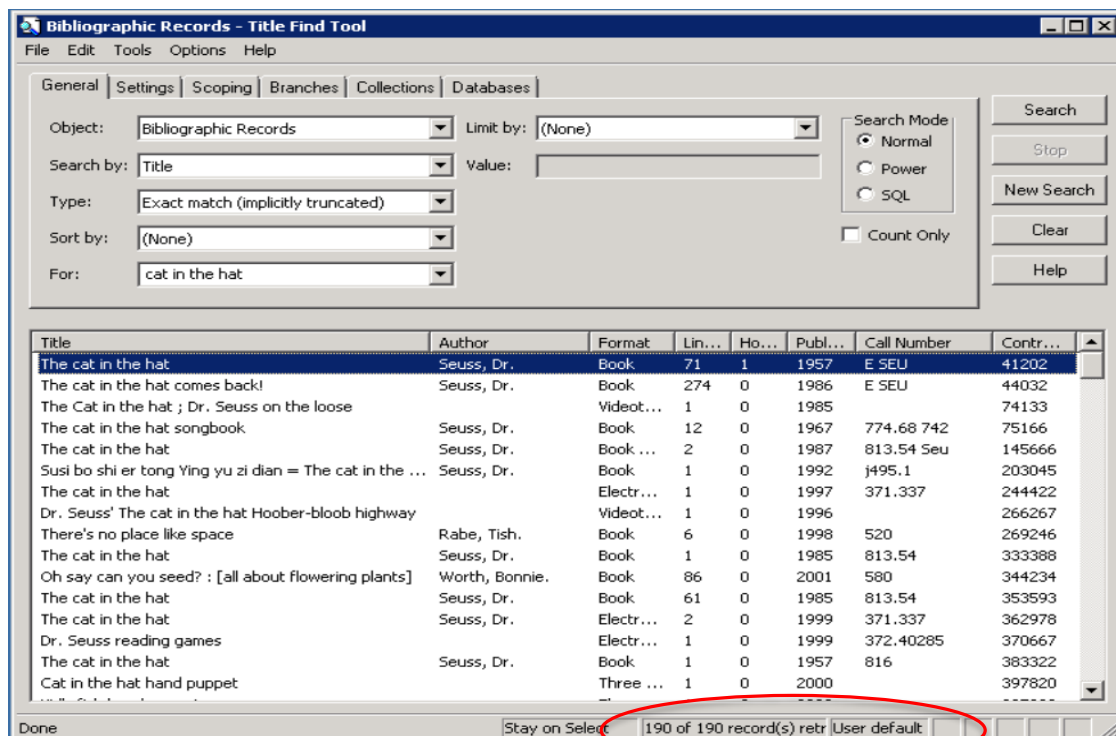 Bibliographic Records - Title Find Tool
File Edit Tools Options Help
General Settings Scoping Branches Collections Databases
Object: Bibliographic Records Limit by: (None) Search Mode Search
Normal
Search by: Title Value: Power Stop
Type: Exact match (implicitly truncated) SQL New Search
Sort by: (None) Count Only Clear
For: cat in the hat Help
Title Author Format Lin... Ho... Publ... Call Number Contr...
The cat in the hat Seuss, Dr. Book 71 1 1957 E SEU 41202
The cat in the hat comes back! Seuss, Dr. Book 274 0 1986 E SEU 44032
The Cat in the hat ; Dr. Seuss on the loose Videot... 1 0 1985 74133
The cat in the hat songbook Seuss, Dr. Book 12 0 1967 774.68 742 75166
The cat in the hat Seuss, Dr. Book ... 2 0 1987 813.54 Seu 145666
Susi bo shi er tong Ying yu zi dian = The cat in the ... Seuss, Dr. Book 1 0 1992 j495.1 203045
The cat in the hat Electr... 1 0 1997 371.337 244422
Dr. Seuss' The cat in the hat Hoober-bloob highway Videot... 1 0 1996 266267
There's no place like space Rabe, Tish. Book 6 0 1998 520 269246
The cat in the hat Seuss, Dr. Book 1 0 1985 813.54 333388
Oh say can you seed? : [all about flowering plants] Worth, Bonnie. Book 86 0 2001 580 344234
The cat in the hat Seuss, Dr. Book 61 0 1985 813.54 353593
The cat in the hat Seuss, Dr. Electr... 2 0 1999 371.337 362978
Dr. Seuss reading games Electr... 1 0 1999 372.40285 370667
The cat in the hat Seuss, Dr. Book 1 0 1957 816 383322
Cat in the hat hand puppet Three ... 1 0 2000 397820
Done Stay on Select 190 of 190 record(s) retr User default